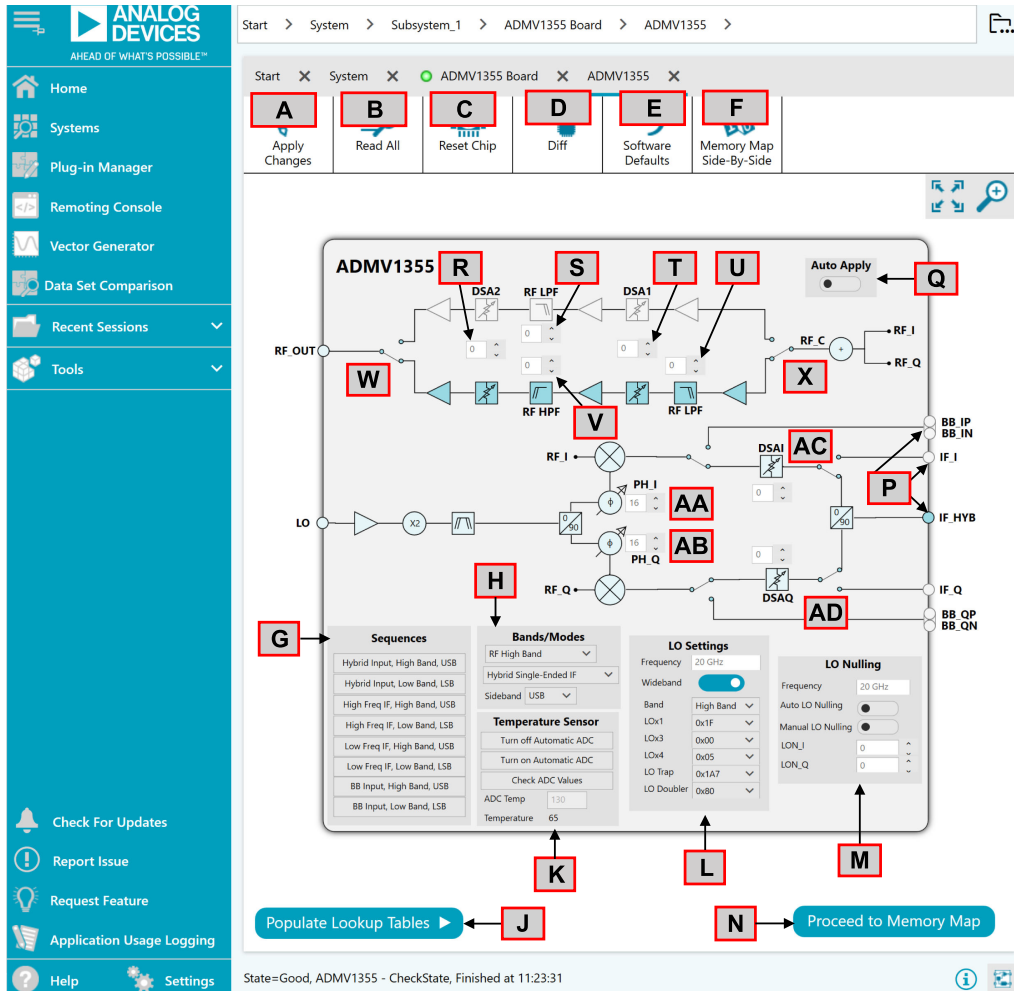 ANALOG
DEVICES
AHEAD OF WHAT'S POSSIBLE™
Home
Systems
Plug-in Manager
Remoting Console
Vector Generator
Data Set Comparison
Recent Sessions
Tools
Check For Updates
Report Issue
Request Feature
Application Usage Logging
Help Settings
Start > System > Subsystem_1 > ADMV1355 Board > ADMV1355 >
Start X System X ADMV1355 Board X ADMV1355 X
A B C D E F
Apply Changes
Read All
Reset Chip
Diff
Software Defaults
Memory Map Side-By-Side
ADMV1355
R S T U
Auto Apply
Q
DSA2 RF LPF DSA1
0
0 0
0 0
RF_OUT
W
V
X
RF_C
+
RF_I
RF_Q
RF HPF RF LPF
BB_IP
BB_IN
RF_I
DSAI
AC
IF_I
P
PH_I
ϕ 16 AA
0
LO
X2
0/90
0/90
IF_HYB
ϕ 16 AB
PH_Q
0
H
RF_Q
DSAQ
AD
IF_Q
BB_QP
BB_QN
G
Sequences
Hybrid Input, High Band, USB
Hybrid Input, Low Band, LSB
High Freq IF, High Band, USB
High Freq IF, Low Band, LSB
Low Freq IF, High Band, USB
Low Freq IF, Low Band, LSB
BB Input, High Band, USB
BB Input, Low Band, LSB
Bands/Modes
RF High Band
Hybrid Single-Ended IF
Sideband USB
Temperature Sensor
Turn off Automatic ADC
Turn on Automatic ADC
Check ADC Values
ADC Temp 130
Temperature 65
K
LO Settings
Frequency 20 GHz
Wideband
Band High Band
LOx1 0x1F
LOx3 0x00
LOx4 0x05
LO Trap 0x1A7
LO Doubler 0x80
L
LO Nulling
Frequency 20 GHz
Auto LO Nulling
Manual LO Nulling
LON_I 0
LON_Q 0
M
Populate Lookup Tables
J
N
Proceed to Memory Map
State=Good, ADMV1355 - CheckState, Finished at 11:23:31